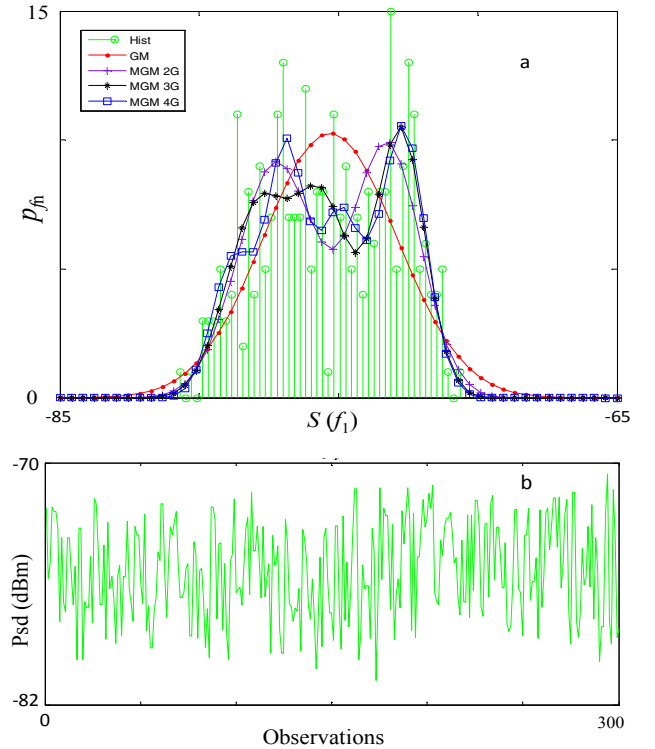 15
Hist
GM
MGM 2G
MGM 3G
MGM 4G
a
p_fn
0
-85
S (f₁)
-65
-70
b
Psd (dBm)
-82
0
300
Observations